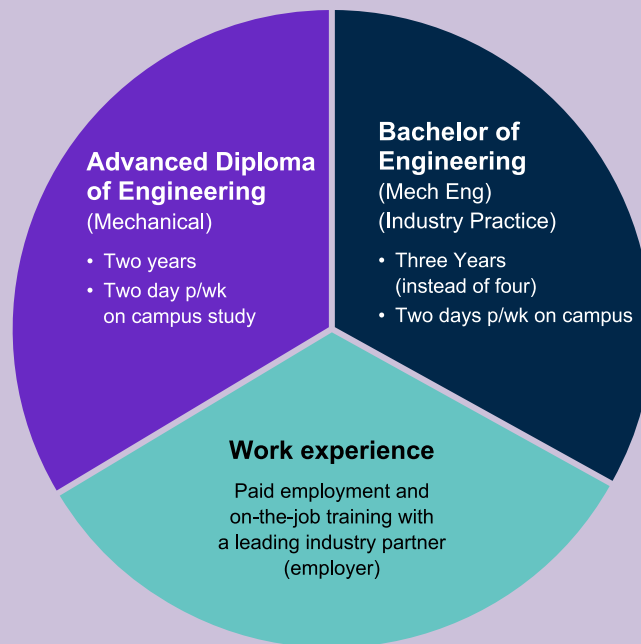 Advanced Diploma
of Engineering
(Mechanical)
• Two years
• Two day p/wk
on campus study
Bachelor of
Engineering
(Mech Eng)
(Industry Practice)
• Three Years
(instead of four)
• Two days p/wk on campus
Work experience
Paid employment and
on-the-job training with
a leading industry partner
(employer)